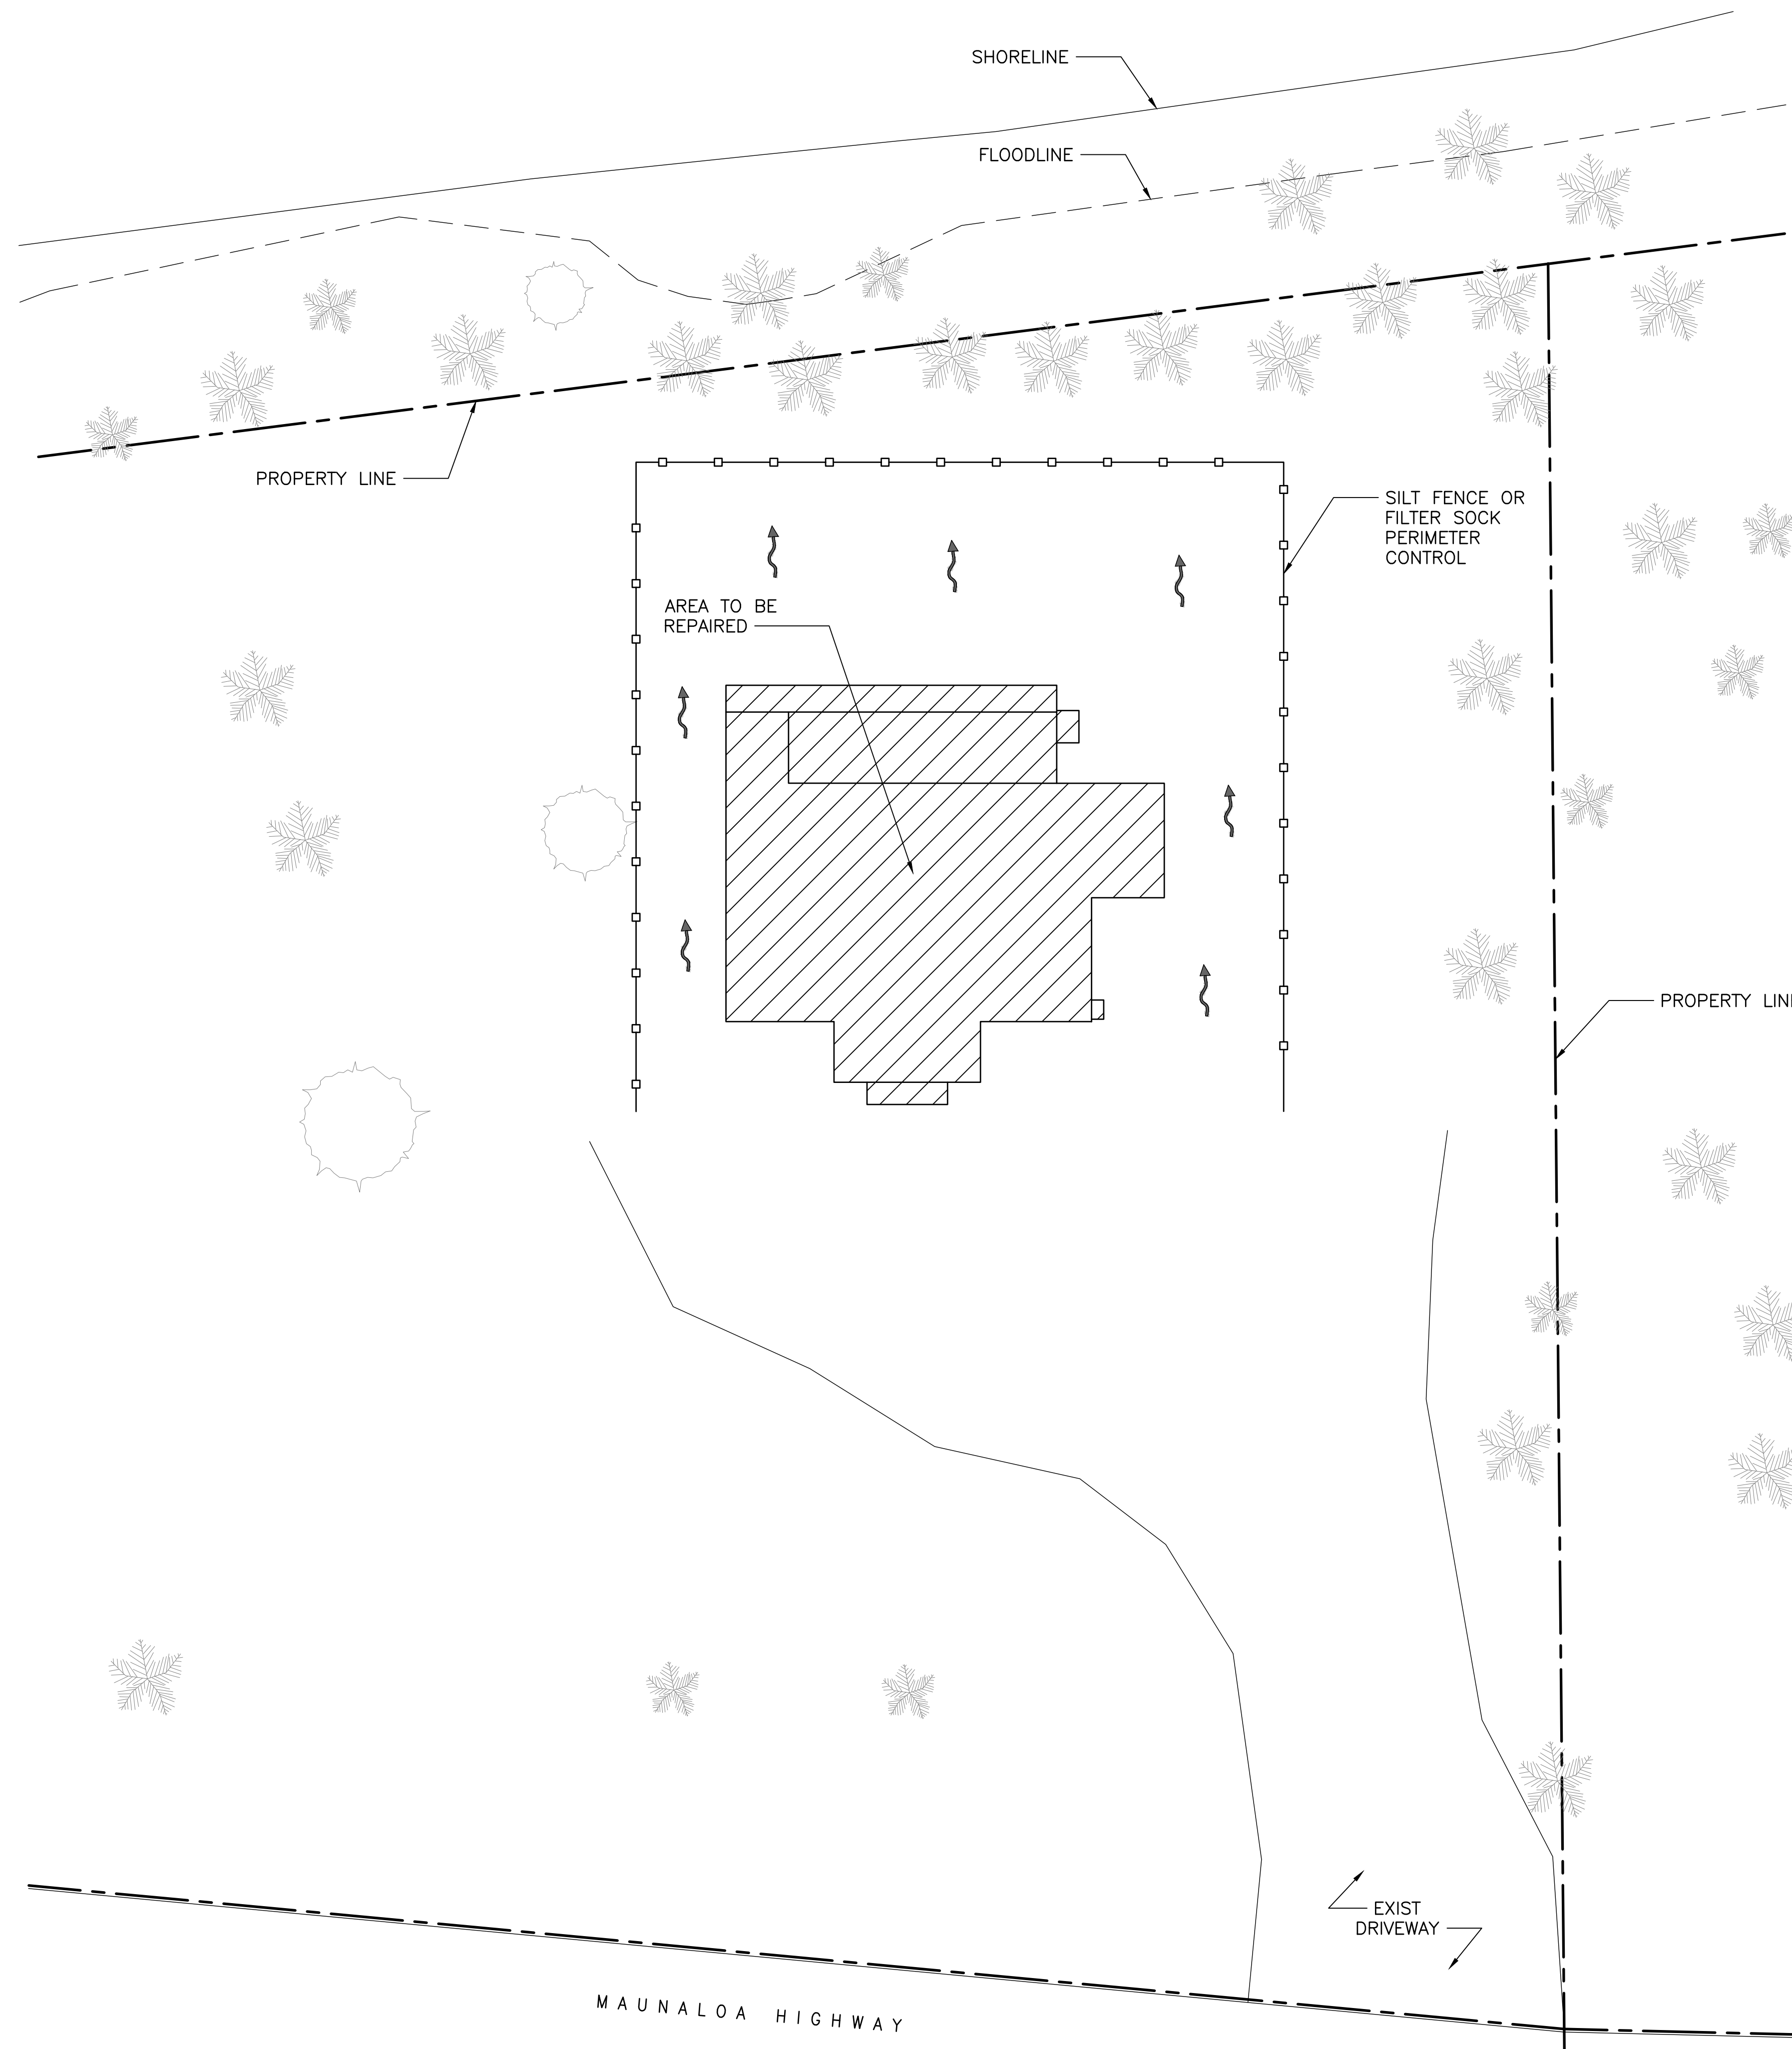 SHORELINE
FLOODLINE
PROPERTY LINE
SILT FENCE OR
FILTER SOCK
PERIMETER
CONTROL
AREA TO BE
REPAIRED
PROPERTY LIN
EXIST
DRIVEWAY
MAUNALOA HIGHWAY